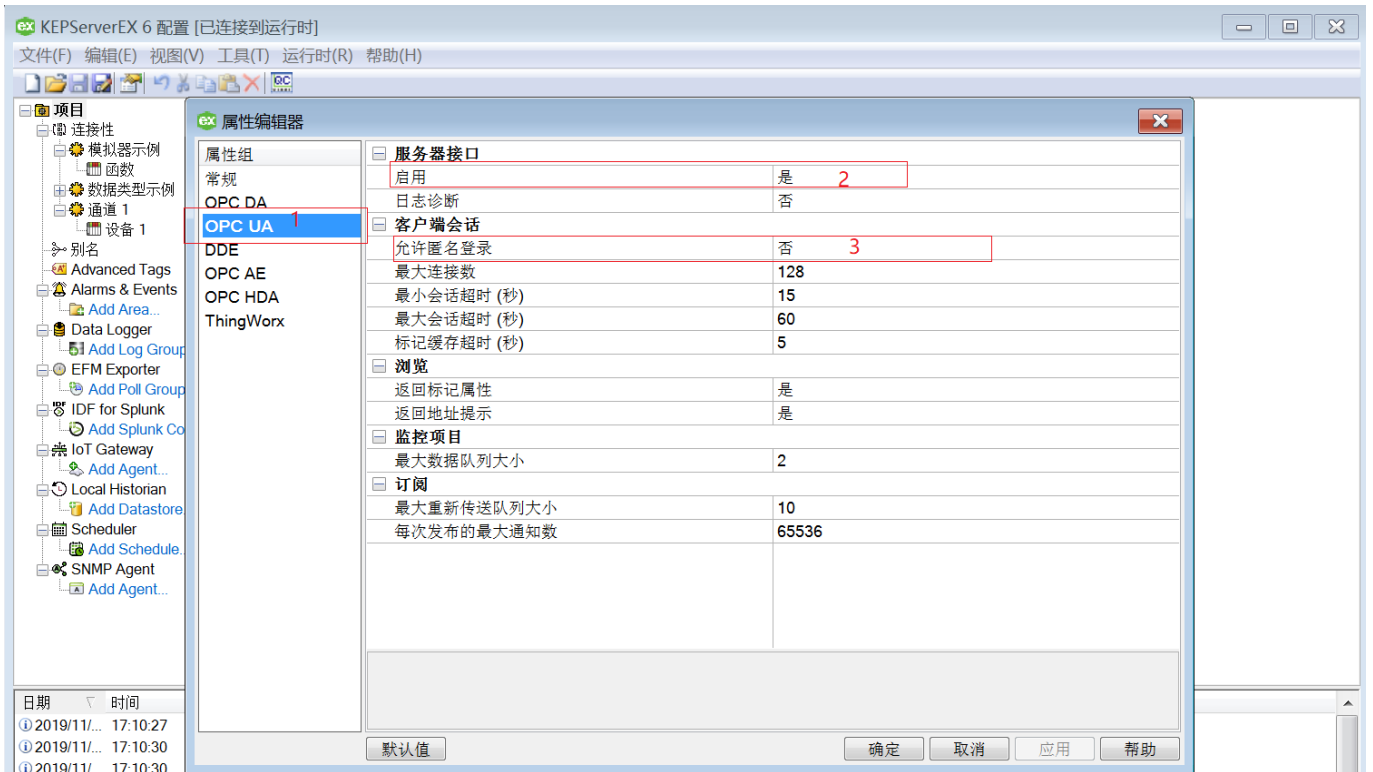 KEPServerEX 6 配置 [已连接到运行时]
文件(F) 编辑(E) 视图(V) 工具(T) 运行时(R) 帮助(H)
项目
连接性
模拟器示例
函数
数据类型示例
通道 1
设备 1
别名
Advanced Tags
Alarms & Events
Add Area...
Data Logger
Add Log Group
EFM Exporter
Add Poll Group
IDF for Splunk
Add Splunk Co
IoT Gateway
Add Agent...
Local Historian
Add Datastore
Scheduler
Add Schedule..
SNMP Agent
Add Agent...
属性编辑器
属性组
常规
OPC DA
OPC UA 1
DDE
OPC AE
OPC HDA
ThingWorx
服务器接口
启用 是 2
日志诊断 否
客户端会话
允许匿名登录 否 3
最大连接数 128
最小会话超时 (秒) 15
最大会话超时 (秒) 60
标记缓存超时 (秒) 5
浏览
返回标记属性 是
返回地址提示 是
监控项目
最大数据队列大小 2
订阅
最大重新传送队列大小 10
每次发布的最大通知数 65536
默认值 确定 取消 应用 帮助
日期 时间
2019/11/... 17:10:27
2019/11/... 17:10:30
2019/11/ 17:10:30